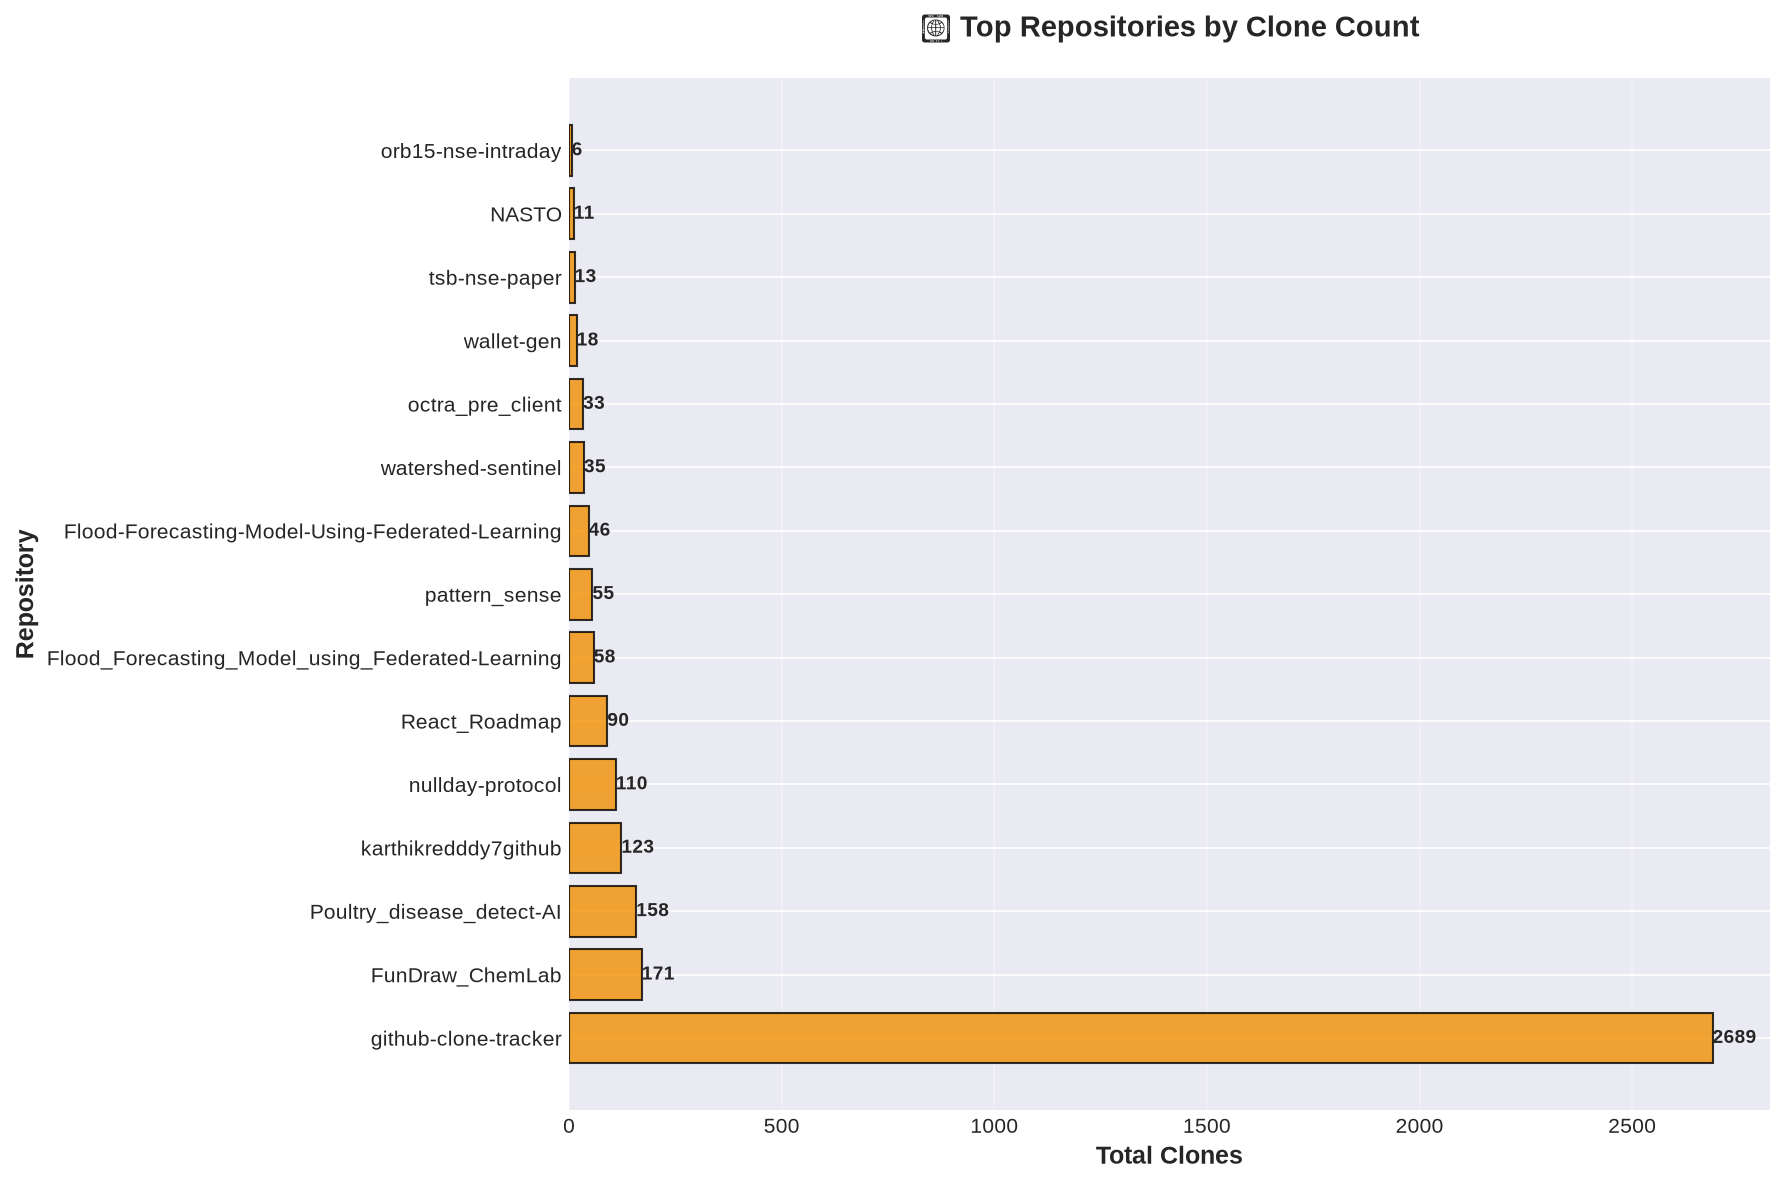 Top Repositories by Clone Count
orb15-nse-intraday 6
NASTO 11
tsb-nse-paper 13
wallet-gen 18
octra_pre_client 33
watershed-sentinel 35
Flood-Forecasting-Model-Using-Federated-Learning 46
pattern_sense 55
Flood_Forecasting_Model_using_Federated-Learning 58
React_Roadmap 90
nullday-protocol 110
karthikredddy7github 123
Poultry_disease_detect-AI 158
FunDraw_ChemLab 171
github-clone-tracker 2689
Repository
0 500 1000 1500 2000 2500
Total Clones